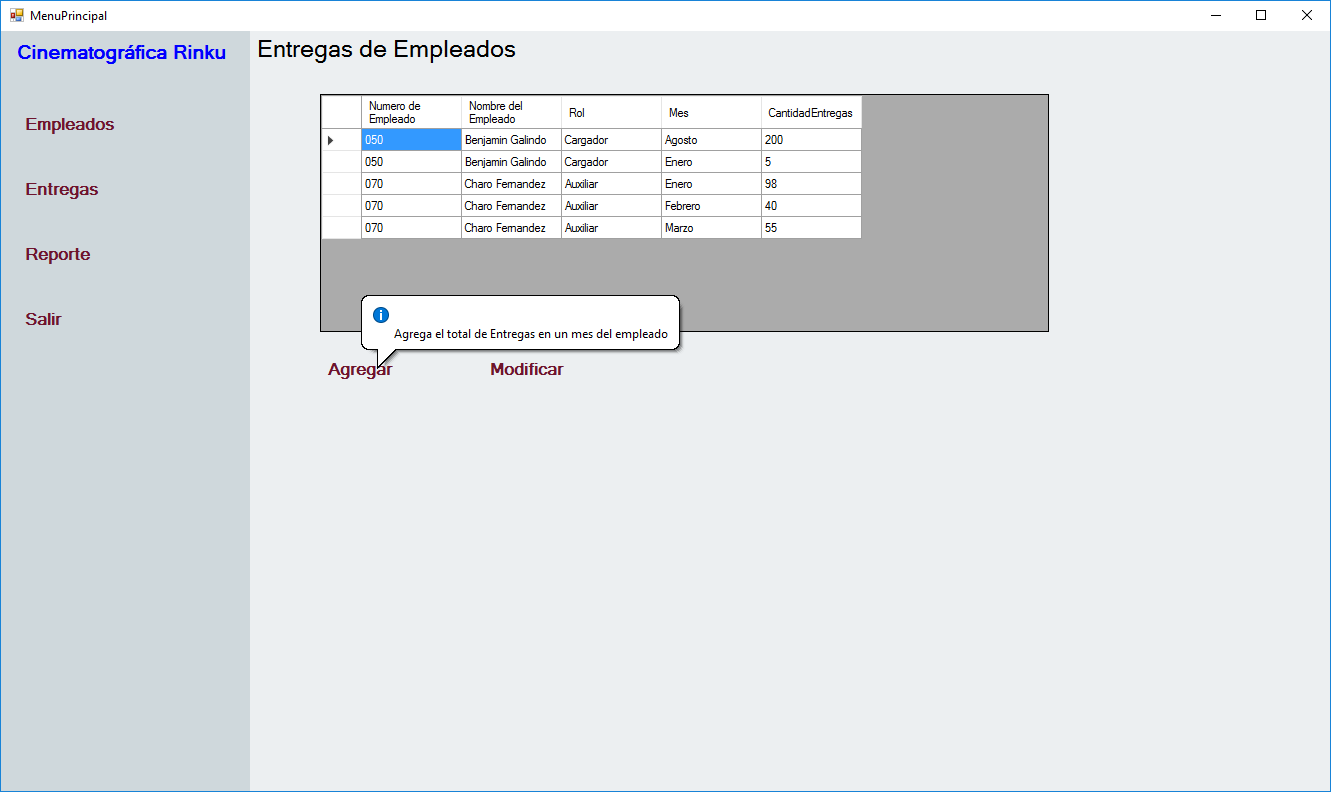 MenuPrincipal
Cinematográfica Rinku
Empleados
Entregas
Reporte
Salir
Entregas de Empleados
Numero de Empleado Nombre del Empleado Rol Mes CantidadEntregas
050 Benjamin Galindo Cargador Agosto 200
050 Benjamin Galindo Cargador Enero 5
070 Charo Fernandez Auxiliar Enero 98
070 Charo Fernandez Auxiliar Febrero 40
070 Charo Fernandez Auxiliar Marzo 55
Agrega el total de Entregas en un mes del empleado
Agregar Modificar